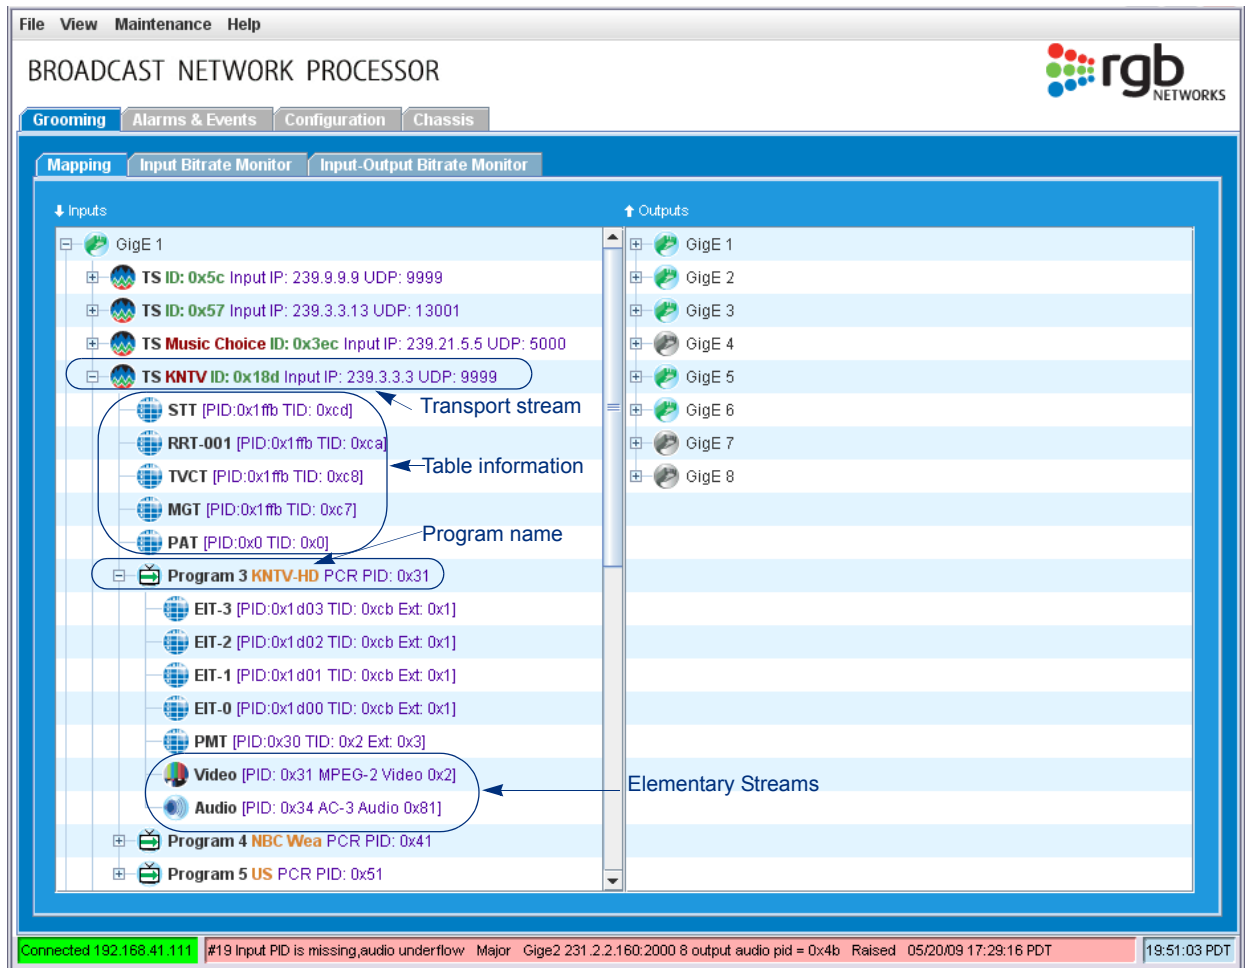 File View Maintenance Help
BROADCAST NETWORK PROCESSOR
rgb
NETWORKS
Grooming Alarms & Events Configuration Chassis
Mapping Input Bitrate Monitor Input-Output Bitrate Monitor
Inputs
Outputs
GigE 1
TS ID: 0x5c Input IP: 239.9.9.9 UDP: 9999
TS ID: 0x57 Input IP: 239.3.3.13 UDP: 13001
TS Music Choice ID: 0x3ec Input IP: 239.21.5.5 UDP: 5000
TS KNTV ID: 0x18d Input IP: 239.3.3.3 UDP: 9999
Transport stream
STT [PID:0x1ffb TID: 0xcd]
RRT-001 [PID:0x1ffb TID: 0xca]
Table information
TVCT [PID:0x1ffb TID: 0xc8]
MGT [PID:0x1ffb TID: 0xc7]
PAT [PID:0x0 TID: 0x0]
Program name
Program 3 KNTV-HD PCR PID: 0x31
EIT-3 [PID:0x1d03 TID: 0xcb Ext: 0x1]
EIT-2 [PID:0x1d02 TID: 0xcb Ext: 0x1]
EIT-1 [PID:0x1d01 TID: 0xcb Ext: 0x1]
EIT-0 [PID:0x1d00 TID: 0xcb Ext: 0x1]
PMT [PID:0x30 TID: 0x2 Ext: 0x3]
Video [PID: 0x31 MPEG-2 Video 0x2]
Elementary Streams
Audio [PID: 0x34 AC-3 Audio 0x81]
Program 4 NBC Wea PCR PID: 0x41
Program 5 US PCR PID: 0x51
GigE 1
GigE 2
GigE 3
GigE 4
GigE 5
GigE 6
GigE 7
GigE 8
Connected 192.168.41.111
#19 Input PID is missing,audio underflow Major Gige2 231.2.2.160:2000 8 output audio pid = 0x4b Raised 05/20/09 17:29:16 PDT
19:51:03 PDT